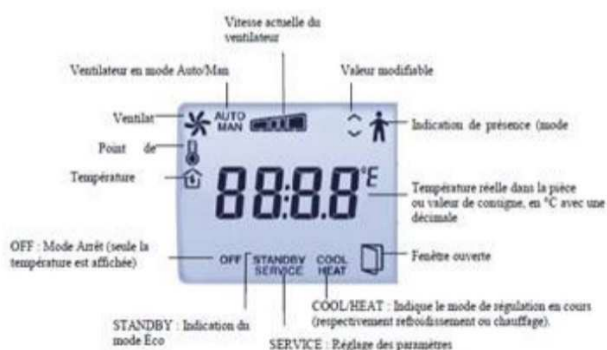 Vitesse actuelle du
ventilateur
Ventilateur en mode Auto/Man
Valeur modifiable
Ventilat
AUTO
MAN
Indication de présence (mode
Point de
Température
88:8.8°E
Température réelle dans la pièce
ou valeur de consigne, en °C avec une
décimale
OFF : Mode Arrêt (seule la
température est affichée)
OFF STANDBY COOL
SERVICE HEAT
Fenêtre ouverte
COOL/HEAT : Indique le mode de régulation en cours
(respectivement refroidissement ou chauffage).
STANDBY : Indication du
mode Eco
SERVICE : Réglage des paramètres